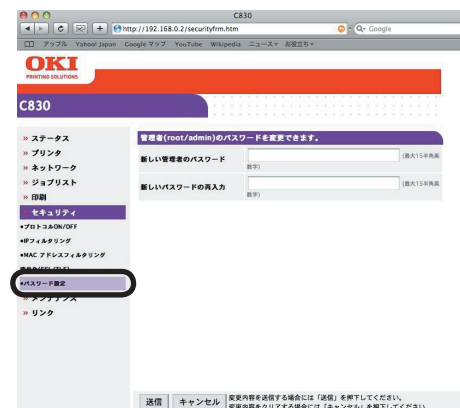 C830
http://192.168.0.2/securityfrm.htm
Google
アップル Yahoo! Japan Google マップ YouTube Wikipedia ニュース お役立ち
OKI
PRINTING SOLUTIONS
C830
» ステータス
» プリンタ
» ネットワーク
» ジョブリスト
» 印刷
セキュリティ
•プロトコルON/OFF
•IPフィルタリング
•MAC アドレスフィルタリング
•パスワード設定
» メンテナンス
» リンク
管理者(root/admin)のパスワードを変更できます。
新しい管理者のパスワード
(最大15半角英
数字)
新しいパスワードの再入力
(最大15半角英
数字)
送信 キャンセル
変更内容を送信する場合には「送信」を押下してください。
変更内容をクリアする場合には「キャンセル」を押下してください。